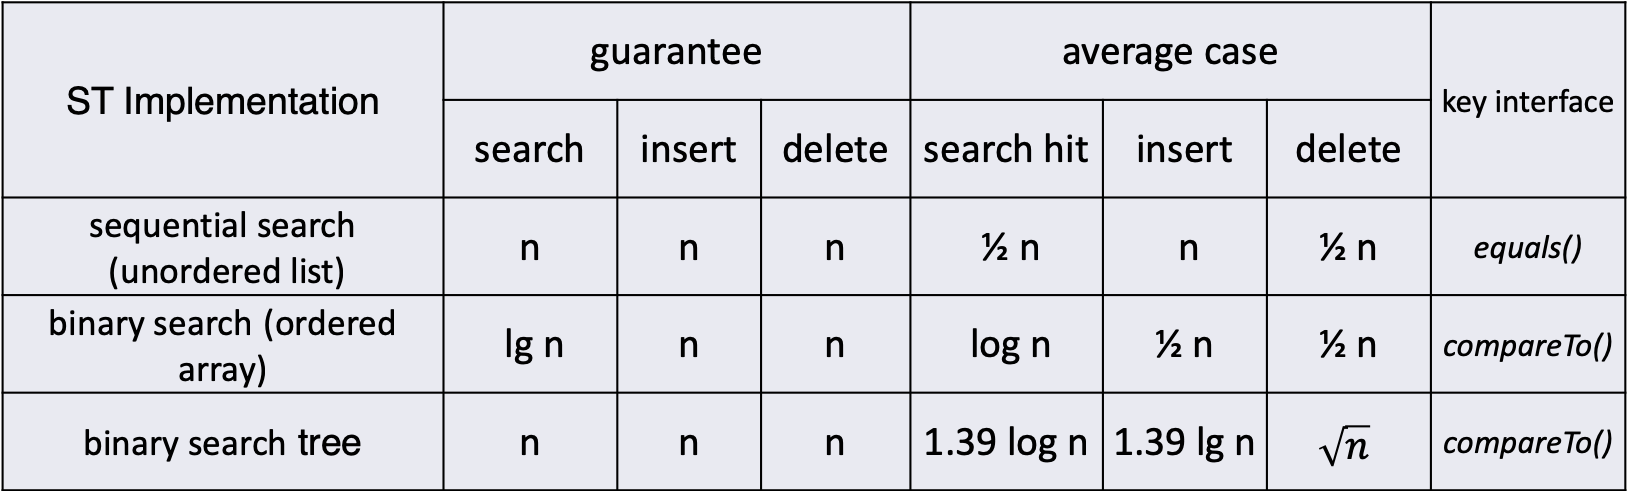 ST Implementation
guarantee
average case
key interface
search
insert
delete
search hit
insert
delete
sequential search
(unordered list)
n
n
n
½ n
n
½ n
equals()
binary search (ordered
array)
lg n
n
n
log n
½ n
½ n
compareTo()
binary search tree
n
n
n
1.39 log n
1.39 lg n
√n
compareTo()